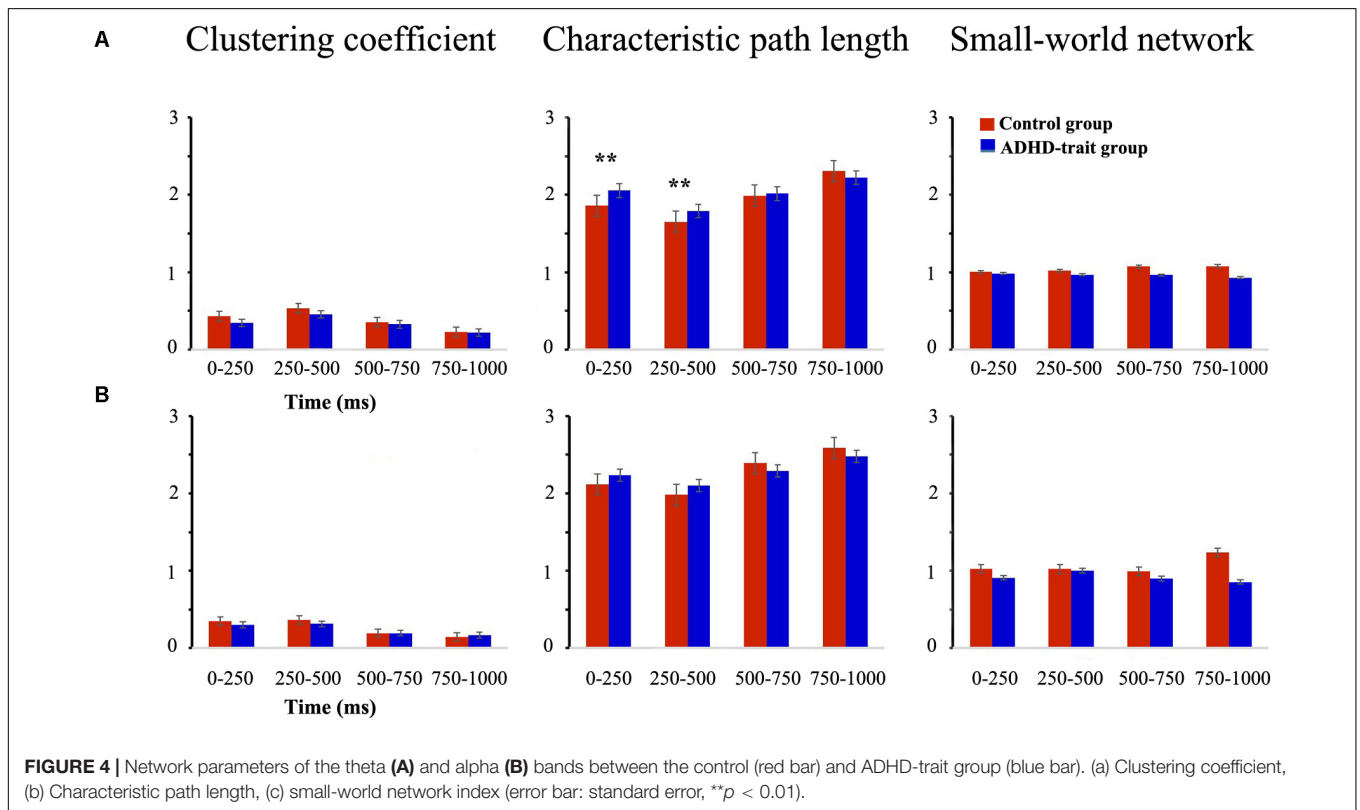 A Clustering coefficient Characteristic path length Small-world network
3 3 3
Control group
ADHD-trait group
** **
2 2 2
1 1 1
0 0 0
0-250 250-500 500-750 750-1000 0-250 250-500 500-750 750-1000 0-250 250-500 500-750 750-1000
Time (ms)
B
3 3 3
2 2 2
1 1 1
0 0 0
0-250 250-500 500-750 750-1000 0-250 250-500 500-750 750-1000 0-250 250-500 500-750 750-1000
Time (ms)
FIGURE 4 | Network parameters of the theta (A) and alpha (B) bands between the control (red bar) and ADHD-trait group (blue bar). (a) Clustering coefficient,
(b) Characteristic path length, (c) small-world network index (error bar: standard error, **p < 0.01).